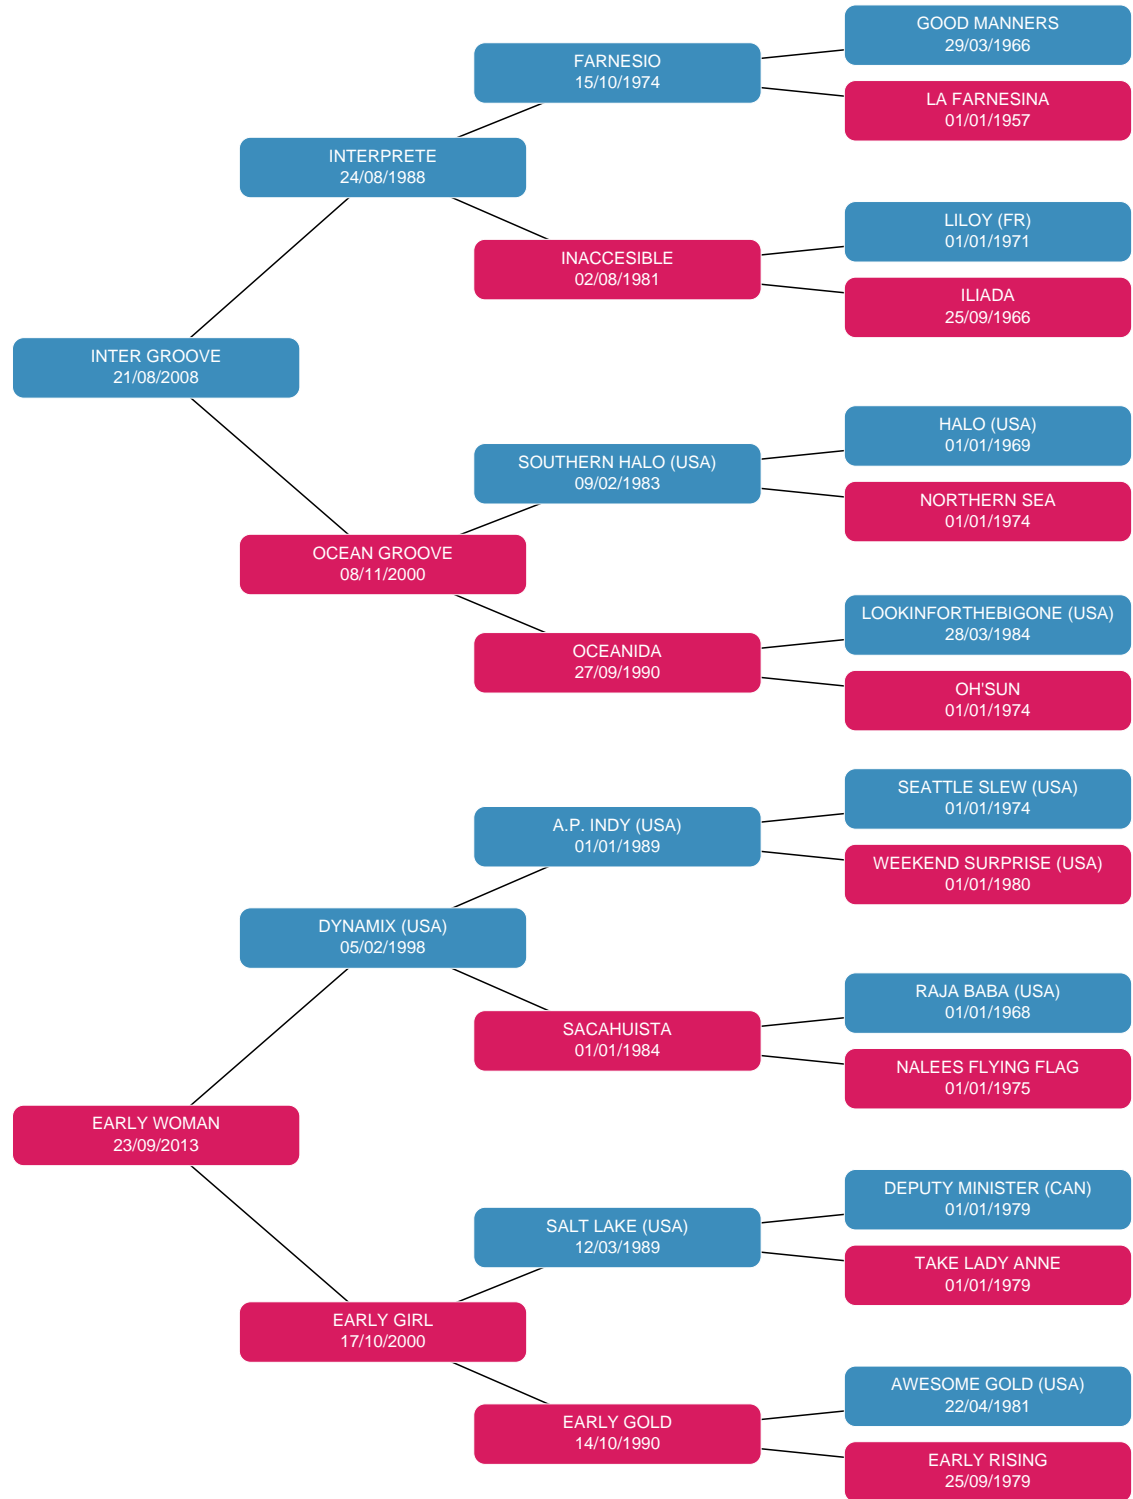 GOOD MANNERS
29/03/1966
FARNESIO
15/10/1974
LA FARNESINA
01/01/1957
INTERPRETE
24/08/1988
LILOY (FR)
01/01/1971
INACCESIBLE
02/08/1981
ILIADA
25/09/1966
INTER GROOVE
21/08/2008
HALO (USA)
01/01/1969
SOUTHERN HALO (USA)
09/02/1983
NORTHERN SEA
01/01/1974
OCEAN GROOVE
08/11/2000
LOOKINFORTHEBIGONE (USA)
28/03/1984
OCEANIDA
27/09/1990
OH'SUN
01/01/1974
SEATTLE SLEW (USA)
01/01/1974
A.P. INDY (USA)
01/01/1989
WEEKEND SURPRISE (USA)
01/01/1980
DYNAMIX (USA)
05/02/1998
RAJA BABA (USA)
01/01/1968
SACAHUISTA
01/01/1984
NALEES FLYING FLAG
01/01/1975
EARLY WOMAN
23/09/2013
DEPUTY MINISTER (CAN)
01/01/1979
SALT LAKE (USA)
12/03/1989
TAKE LADY ANNE
01/01/1979
EARLY GIRL
17/10/2000
AWESOME GOLD (USA)
22/04/1981
EARLY GOLD
14/10/1990
EARLY RISING
25/09/1979